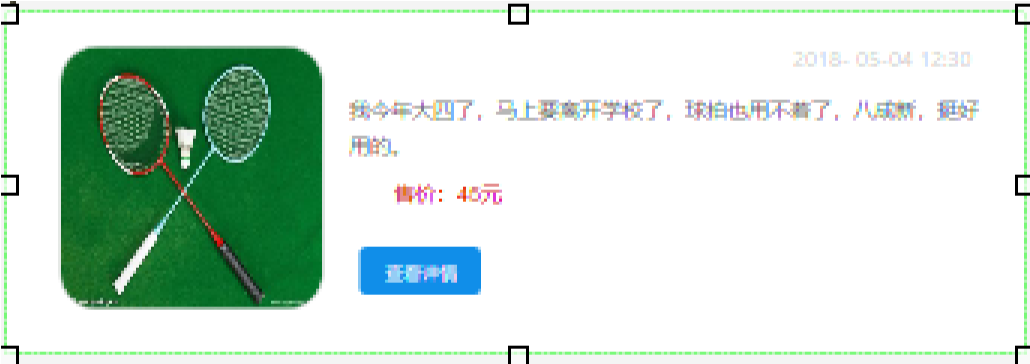 2018- 05-04 12:30
我今年大四了，马上要离开学校了，球拍也用不着了，八成新，挺好
用的。
售价：45元
查看详情